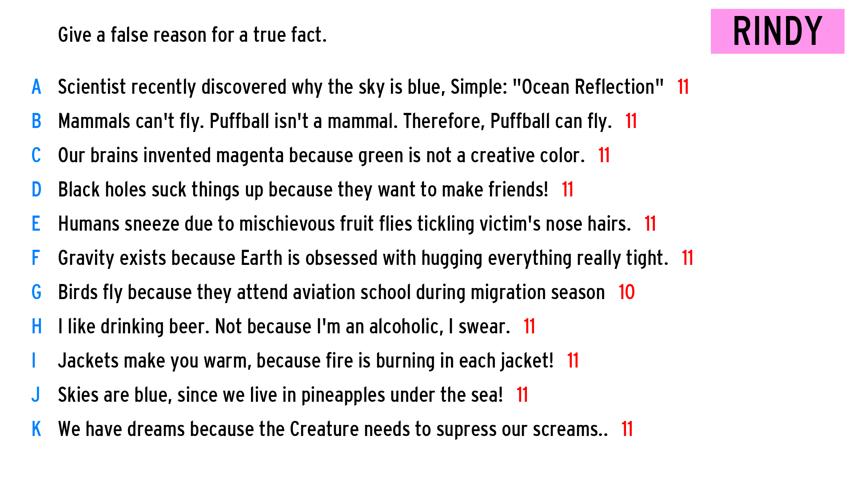 Give a false reason for a true fact.
RINDY
A Scientist recently discovered why the sky is blue, Simple: "Ocean Reflection" 11
B Mammals can't fly. Puffball isn't a mammal. Therefore, Puffball can fly. 11
C Our brains invented magenta because green is not a creative color. 11
D Black holes suck things up because they want to make friends! 11
E Humans sneeze due to mischievous fruit flies tickling victim's nose hairs. 11
F Gravity exists because Earth is obsessed with hugging everything really tight. 11
G Birds fly because they attend aviation school during migration season 10
H I like drinking beer. Not because I'm an alcoholic, I swear. 11
I Jackets make you warm, because fire is burning in each jacket! 11
J Skies are blue, since we live in pineapples under the sea! 11
K We have dreams because the Creature needs to supress our screams.. 11